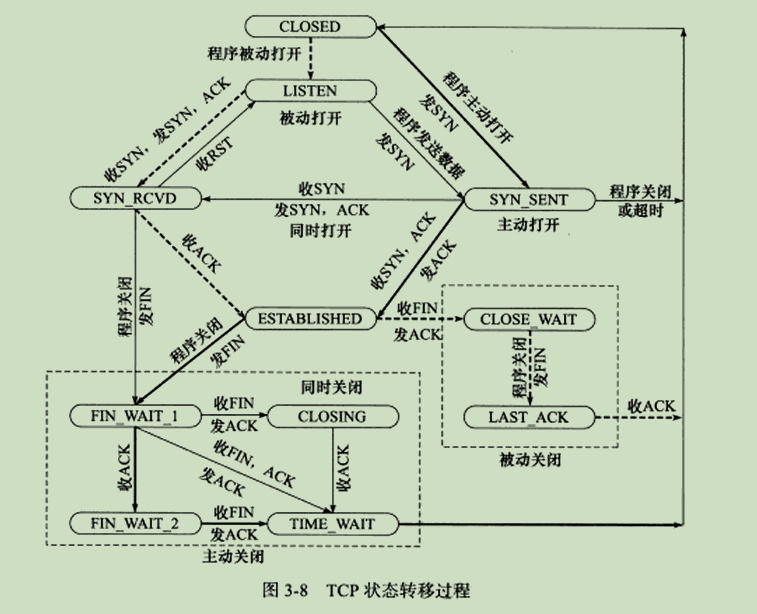 CLOSED
程序被动打开
LISTEN
被动打开
收SYN，发SYN，ACK
收RST
程序发送数据
发SYN
程序主动打开
发SYN
SYN_RCVD
收SYN
发SYN，ACK
同时打开
SYN_SENT
主动打开
程序关闭
或超时
收ACK
收SYN，ACK
发ACK
程序关闭
发FIN
ESTABLISHED
收FIN
发ACK
CLOSE_WAIT
程序关闭
发FIN
程序关闭
发FIN
LAST_ACK
收ACK
被动关闭
同时关闭
FIN_WAIT_1
收FIN
发ACK
CLOSING
收ACK
收FIN，ACK
发ACK
收ACK
FIN_WAIT_2
收FIN
发ACK
TIME_WAIT
主动关闭
图 3-8 TCP 状态转移过程